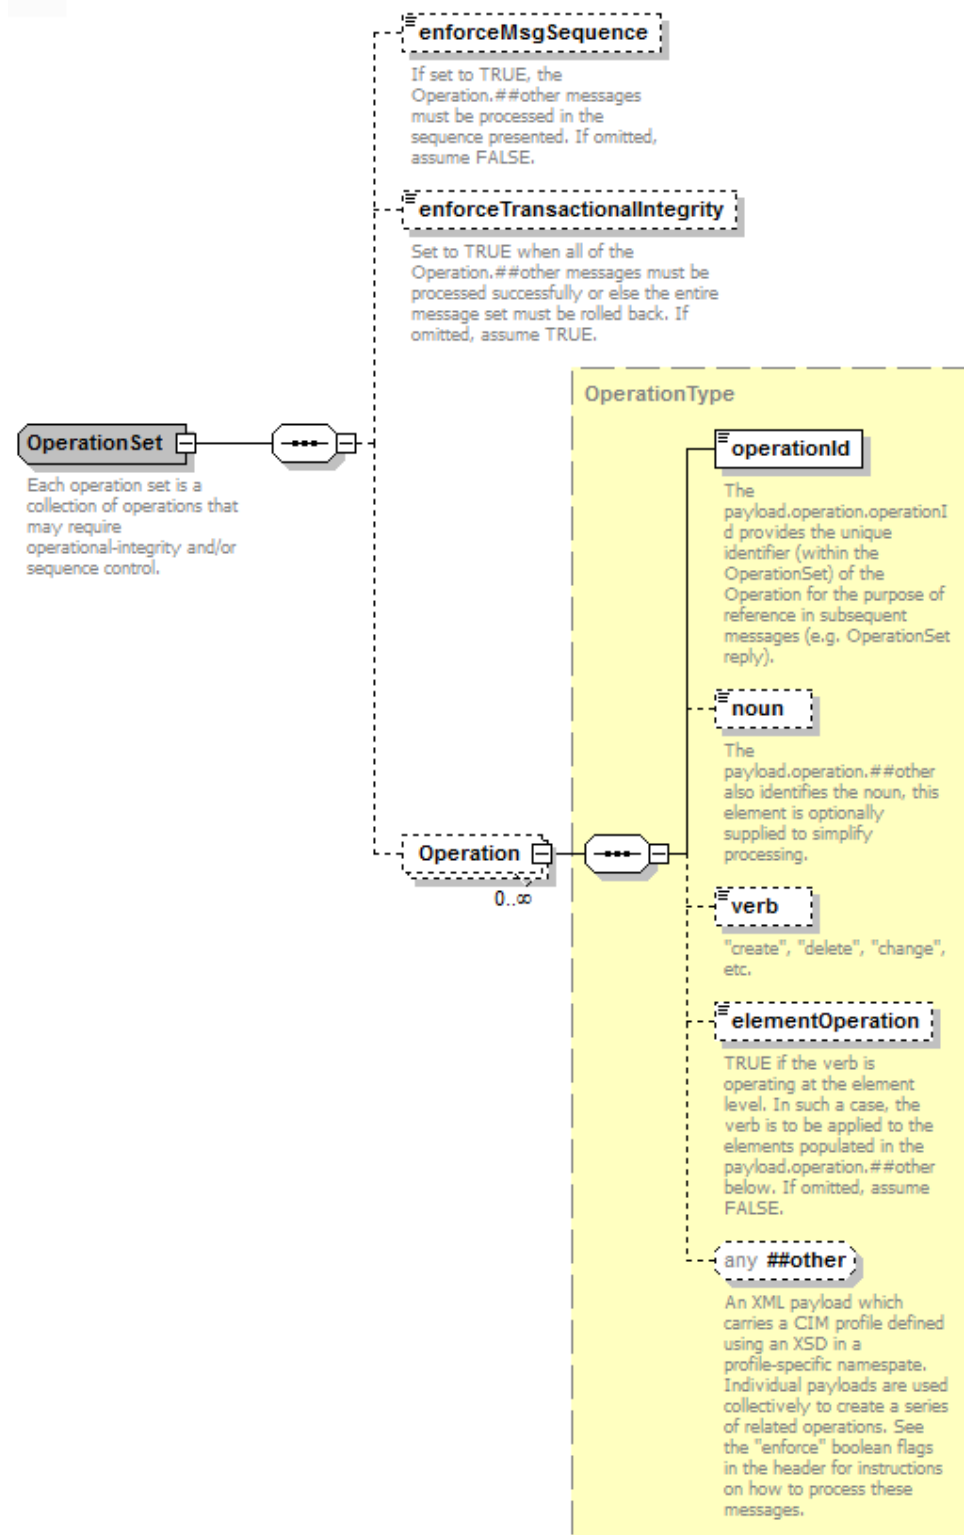 enforceMsgSequence
If set to TRUE, the
Operation.##other messages
must be processed in the
sequence presented. If omitted,
assume FALSE.
enforceTransactionalIntegrity
Set to TRUE when all of the
Operation.##other messages must be
processed successfully or else the entire
message set must be rolled back. If
omitted, assume TRUE.
OperationSet
Each operation set is a
collection of operations that
may require
operational-integrity and/or
sequence control.
Operation
0..∞
OperationType
operationId
The
payload.operation.operationI
d provides the unique
identifier (within the
OperationSet) of the
Operation for the purpose of
reference in subsequent
messages (e.g. OperationSet
reply).
noun
The
payload.operation.##other
also identifies the noun, this
element is optionally
supplied to simplify
processing.
verb
"create", "delete", "change",
etc.
elementOperation
TRUE if the verb is
operating at the element
level. In such a case, the
verb is to be applied to the
elements populated in the
payload.operation.##other
below. If omitted, assume
FALSE.
any ##other
An XML payload which
carries a CIM profile defined
using an XSD in a
profile-specific namespate.
Individual payloads are used
collectively to create a series
of related operations. See
the "enforce" boolean flags
in the header for instructions
on how to process these
messages.